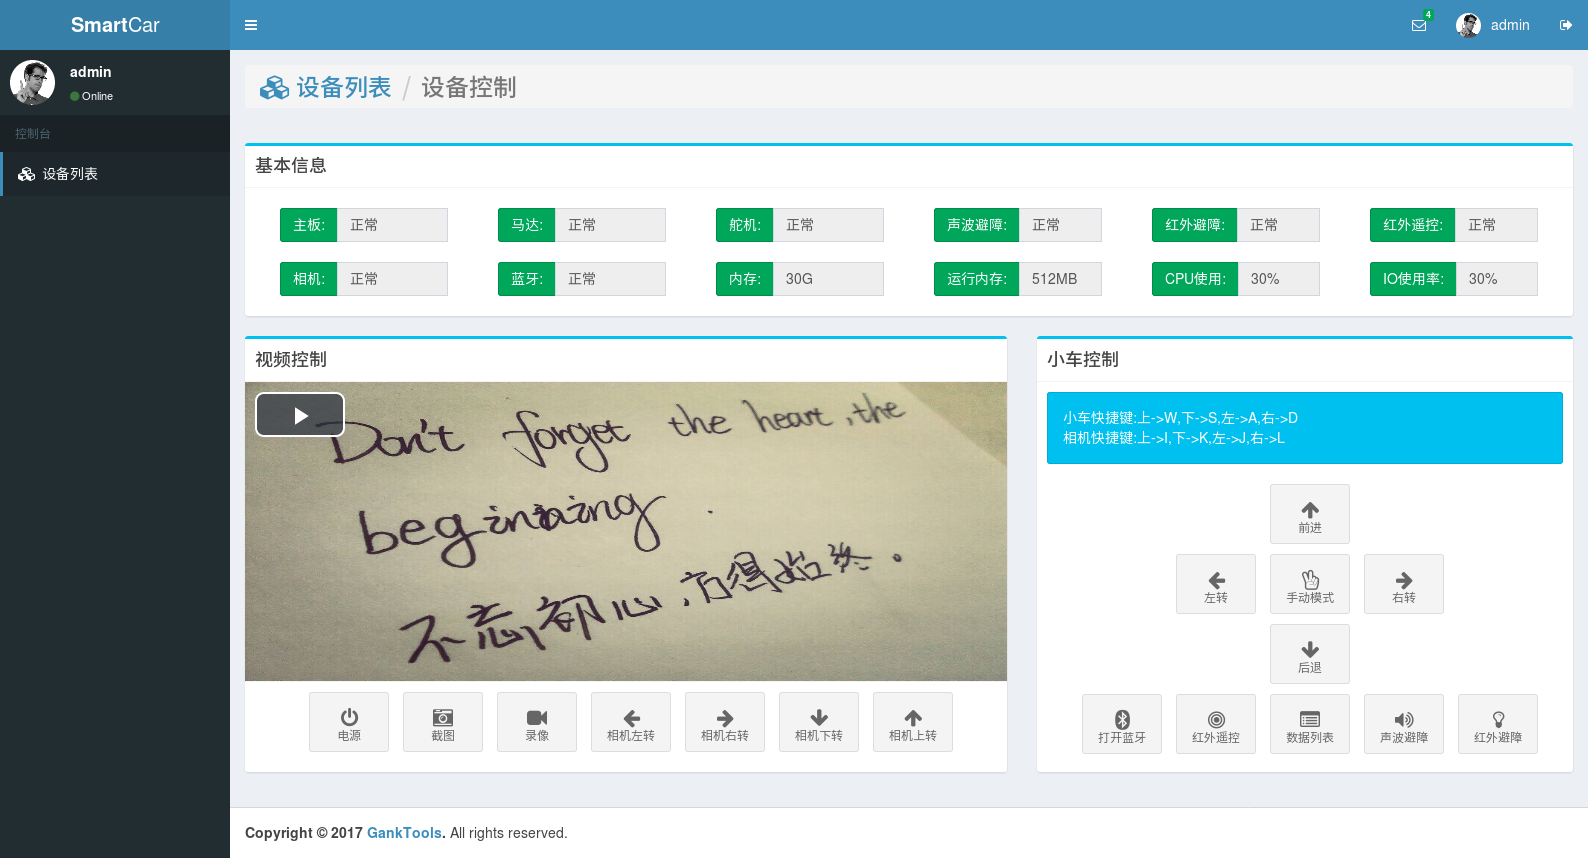 SmartCar
4
admin
admin
Online
控制台
设备列表
设备列表 / 设备控制
基本信息
主板: 正常
马达: 正常
舵机: 正常
声波避障: 正常
红外避障: 正常
红外遥控: 正常
相机: 正常
蓝牙: 正常
内存: 30G
运行内存: 512MB
CPU使用: 30%
IO使用率: 30%
视频控制
Don't forget the heart, the
beginining.
不忘初心,方得始终。
电源
截图
录像
相机左转
相机右转
相机下转
相机上转
小车控制
小车快捷键:上->W,下->S,左->A,右->D
相机快捷键:上->I,下->K,左->J,右->L
前进
左转
手动模式
右转
后退
打开蓝牙
红外遥控
数据列表
声波避障
红外避障
Copyright © 2017 GankTools. All rights reserved.